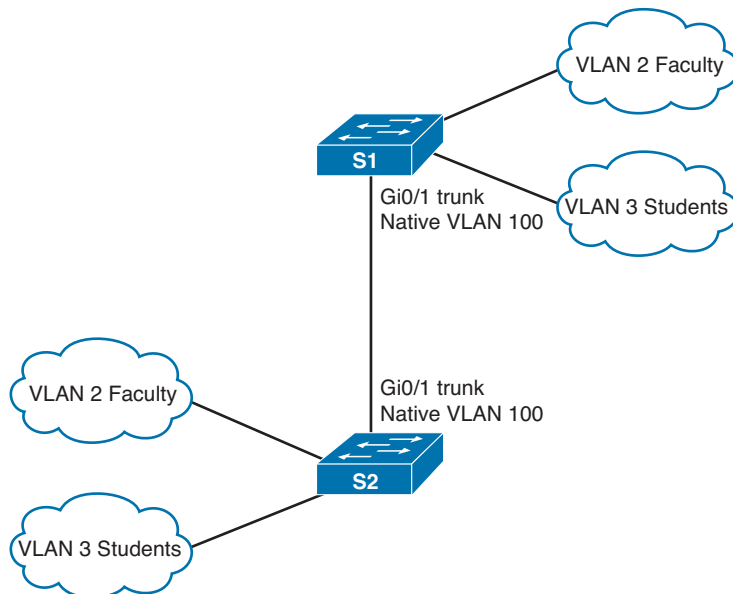 VLAN 2 Faculty
S1
Gi0/1 trunk
Native VLAN 100
VLAN 3 Students
VLAN 2 Faculty
Gi0/1 trunk
Native VLAN 100
S2
VLAN 3 Students